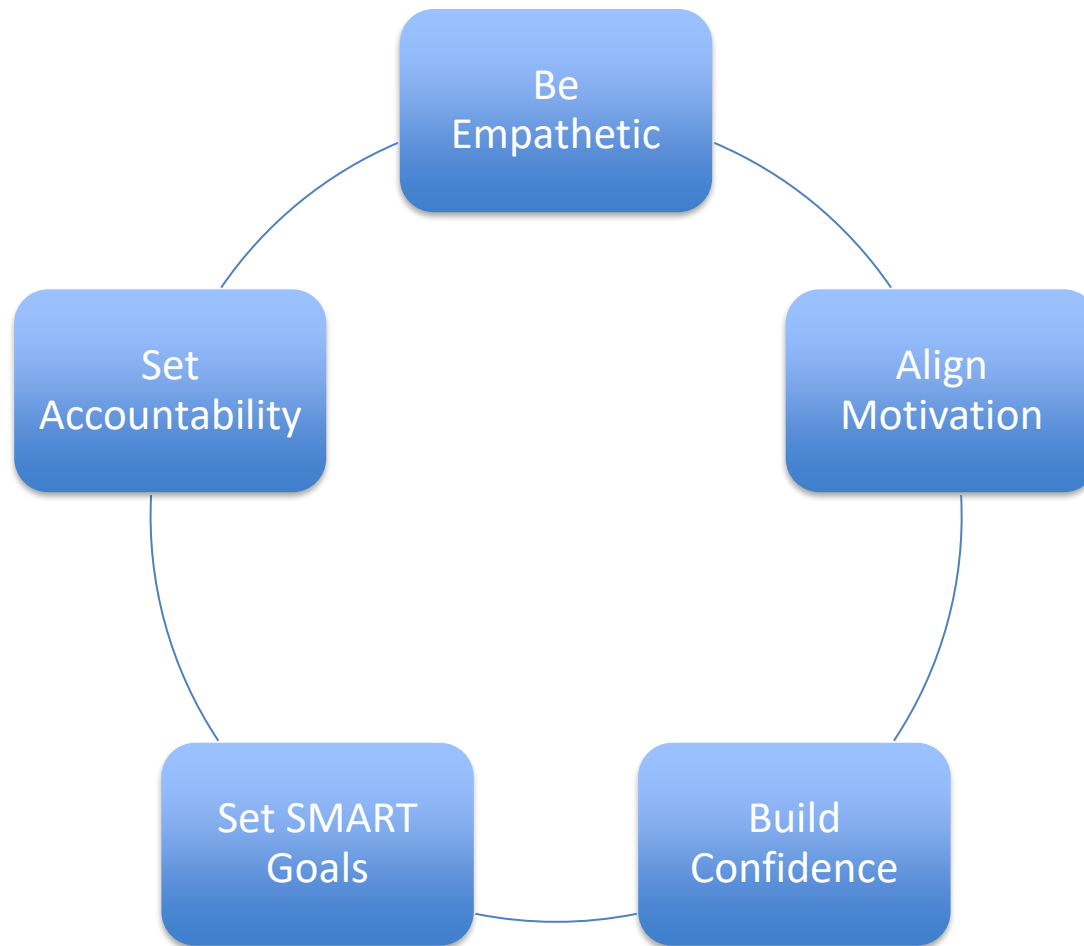 Be
Empathetic
Align
Motivation
Build
Confidence
Set SMART
Goals
Set
Accountability